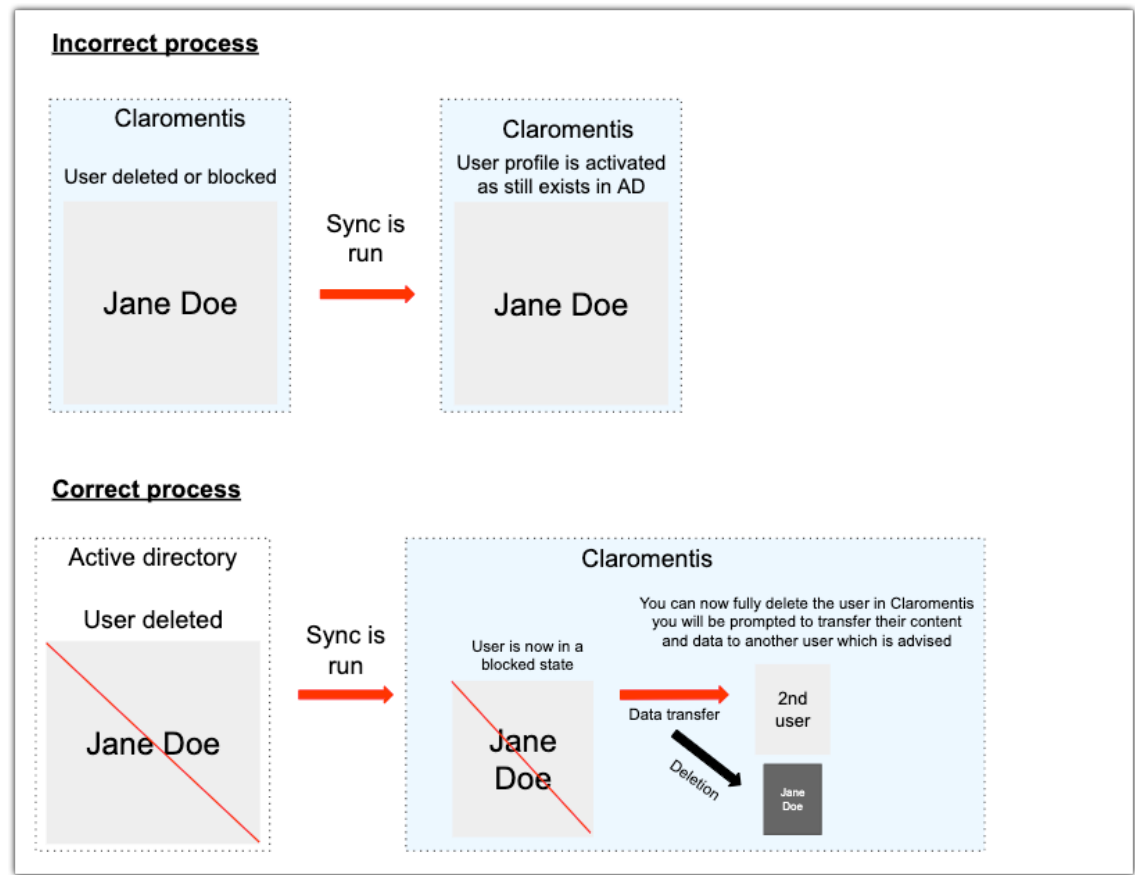 Incorrect process
Claromentis
User deleted or blocked
Jane Doe
Sync is
run
Claromentis
User profile is activated
as still exists in AD
Jane Doe
Correct process
Active directory
User deleted
Jane Doe
Sync is
run
Claromentis
User is now in a
blocked state
Jane
Doe
You can now fully delete the user in Claromentis
you will be prompted to transfer their content
and data to another user which is advised
Data transfer
2nd
user
Deletion
Jane
Doe